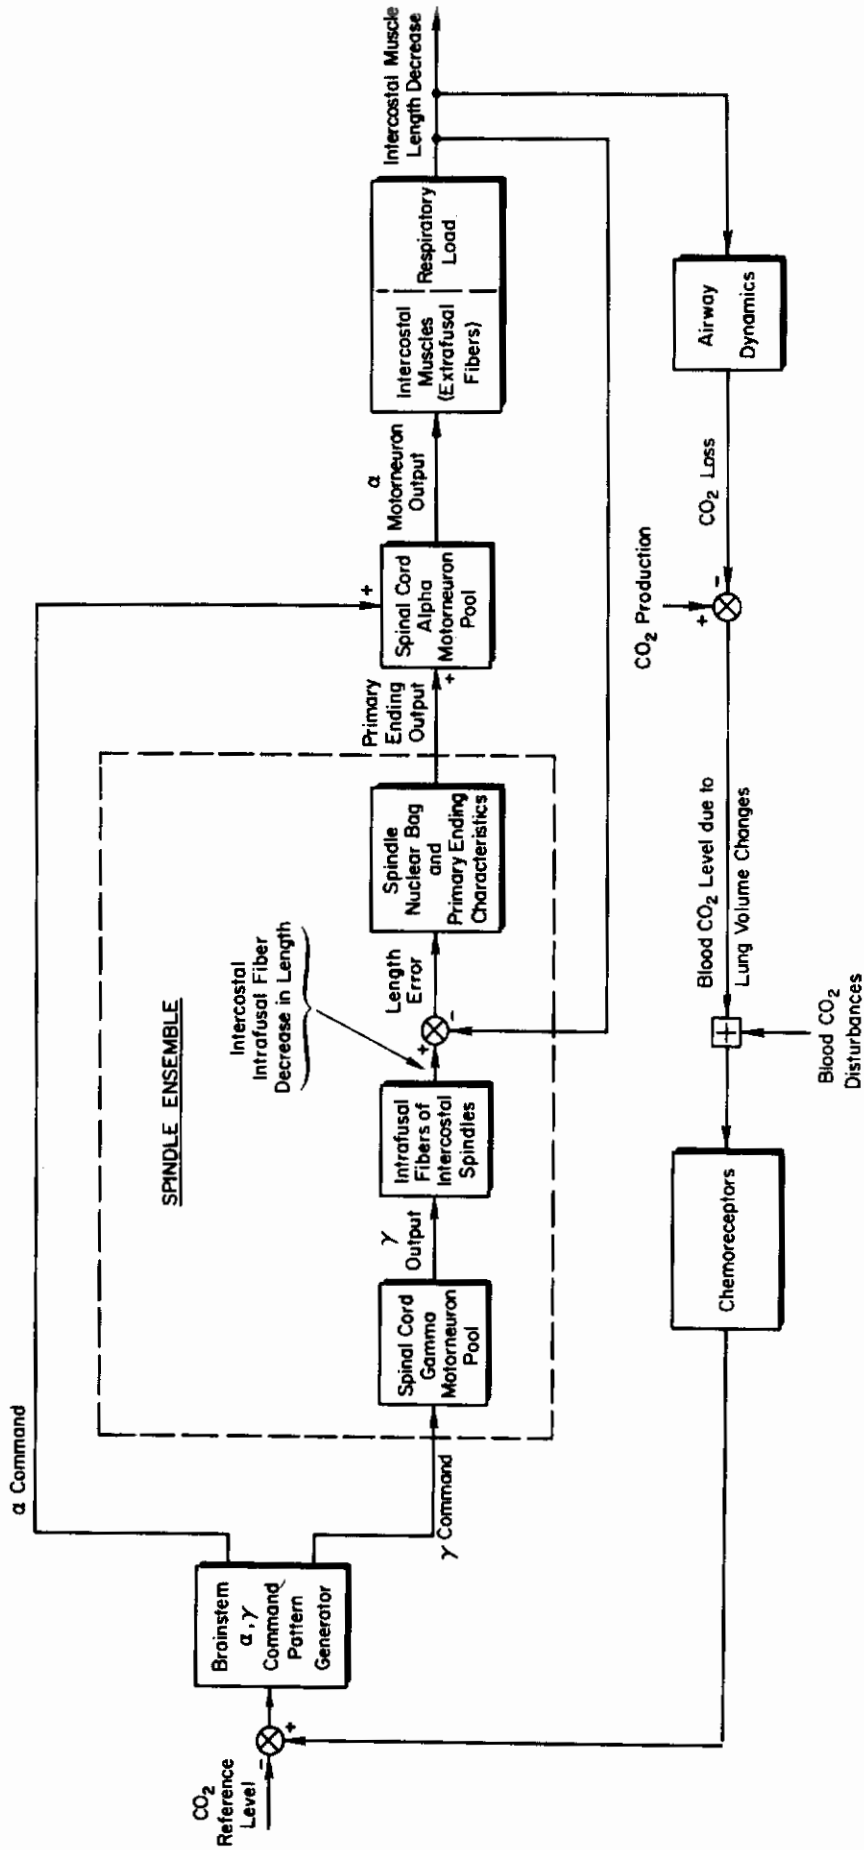 CO2
Reference
Level
-
+
Brainstem
α, γ
Command
Pattern
Generator
α Command
γ Command
SPINDLE ENSEMBLE
Spinal Cord
Gamma
Motorneuron
Pool
γ
Output
Intrafusal
Fibers of
Intercostal
Spindles
Intercostal
Intrafusal Fiber
Decrease in Length
+
-
Length
Error
Spindle
Nuclear Bag
and
Primary Ending
Characteristics
Primary
Ending
Output
+
+
Spinal Cord
Alpha
Motorneuron
Pool
α
Motorneuron
Output
Intercostal
Muscles
(Extrafusal
Fibers)
Respiratory
Load
Intercostal Muscle
Length Decrease
Airway
Dynamics
CO2 Loss
CO2 Production
+
-
Blood CO2 Level due to
Lung Volume Changes
+
Blood CO2
Disturbances
Chemoreceptors